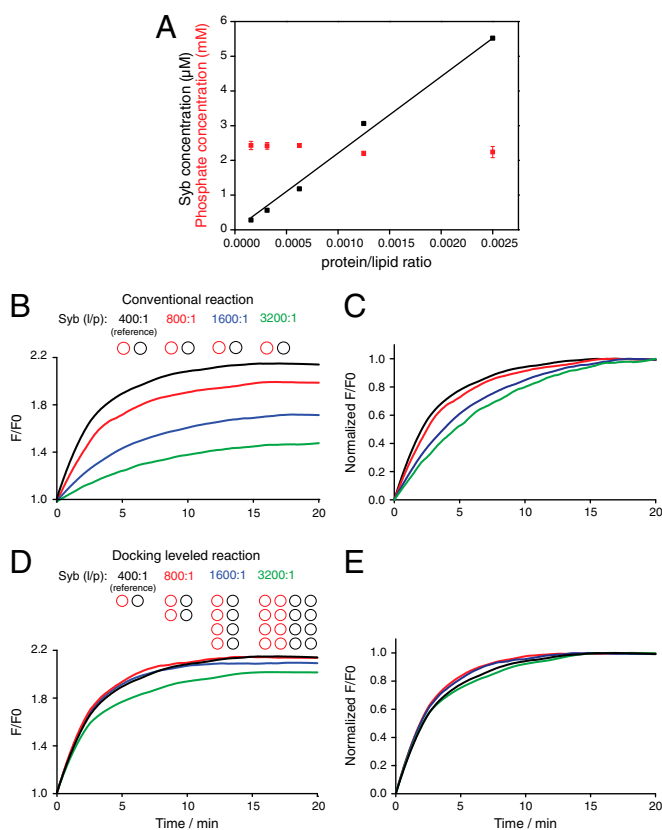 A
Syb concentration (µM)
Phosphate concentration (mM)
6
5
4
3
2
1
0
0.0000 0.0005 0.0010 0.0015 0.0020 0.0025
protein/lipid ratio
B
Conventional reaction
Syb (l/p): 400:1 800:1 1600:1 3200:1
(reference)
F/F0
2.2
1.8
1.4
1.0
0 5 10 15 20
C
Normalized F/F0
1.0
0.8
0.6
0.4
0.2
0.0
0 5 10 15 20
D
Docking leveled reaction
Syb (l/p): 400:1 800:1 1600:1 3200:1
(reference)
F/F0
2.2
1.8
1.4
1.0
0 5 10 15 20
Time / min
E
Normalized F/F0
1.0
0.8
0.6
0.4
0.2
0.0
0 5 10 15 20
Time / min